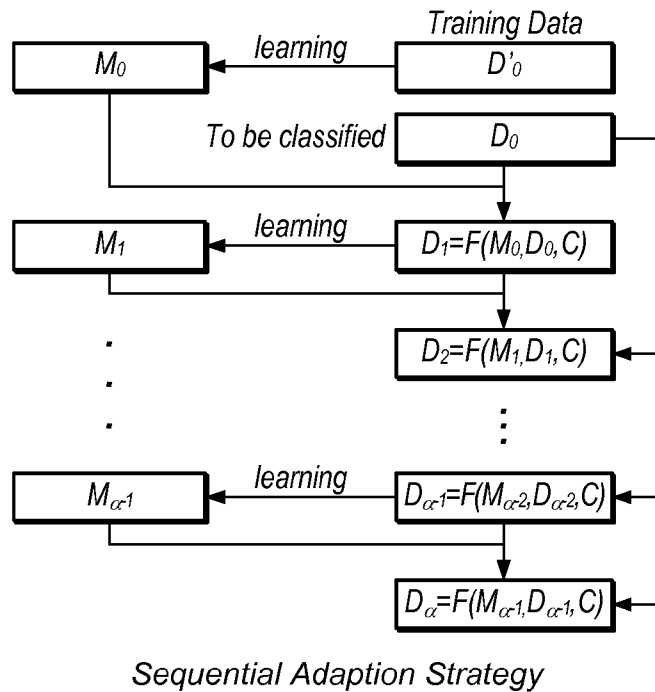 Training Data
M₀ learning D'₀
To be classified D₀
M₁ learning D₁=F(M₀,D₀,C)
D₂=F(M₁,D₁,C)
Mα-1 learning Dα-1=F(Mα-2,Dα-2,C)
Dα=F(Mα-1,Dα-1,C)
Sequential Adaption Strategy